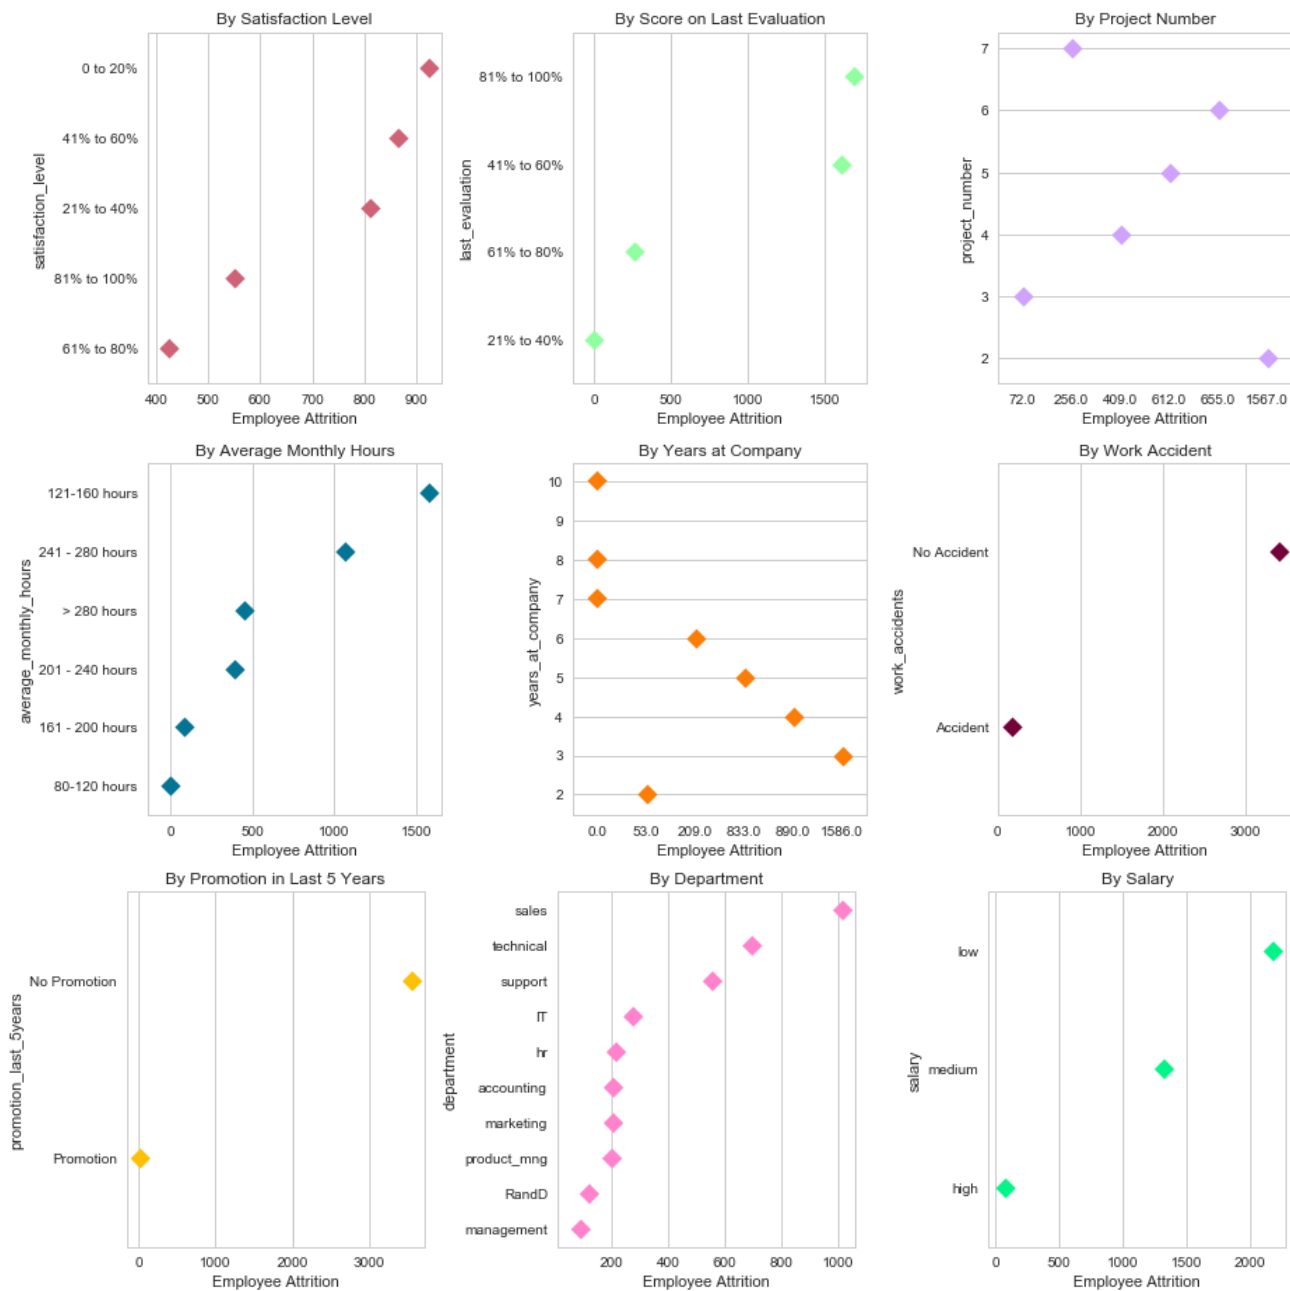 By Satisfaction Level
satisfaction_level
0 to 20%
41% to 60%
21% to 40%
81% to 100%
61% to 80%
400 500 600 700 800 900
Employee Attrition
By Score on Last Evaluation
last_evaluation
81% to 100%
41% to 60%
61% to 80%
21% to 40%
0 500 1000 1500
Employee Attrition
By Project Number
project_number
7
6
5
4
3
2
72.0 256.0 409.0 612.0 655.0 1567.0
Employee Attrition
By Average Monthly Hours
average_monthly_hours
121-160 hours
241 - 280 hours
> 280 hours
201 - 240 hours
161 - 200 hours
80-120 hours
0 500 1000 1500
Employee Attrition
By Years at Company
years_at_company
10
9
8
7
6
5
4
3
2
0.0 53.0 209.0 833.0 890.0 1586.0
Employee Attrition
By Work Accident
work_accidents
No Accident
Accident
0 1000 2000 3000
Employee Attrition
By Promotion in Last 5 Years
promotion_last_5years
No Promotion
Promotion
0 1000 2000 3000
Employee Attrition
By Department
department
sales
technical
support
IT
hr
accounting
marketing
product_mng
RandD
management
200 400 600 800 1000
Employee Attrition
By Salary
salary
low
medium
high
0 500 1000 1500 2000
Employee Attrition